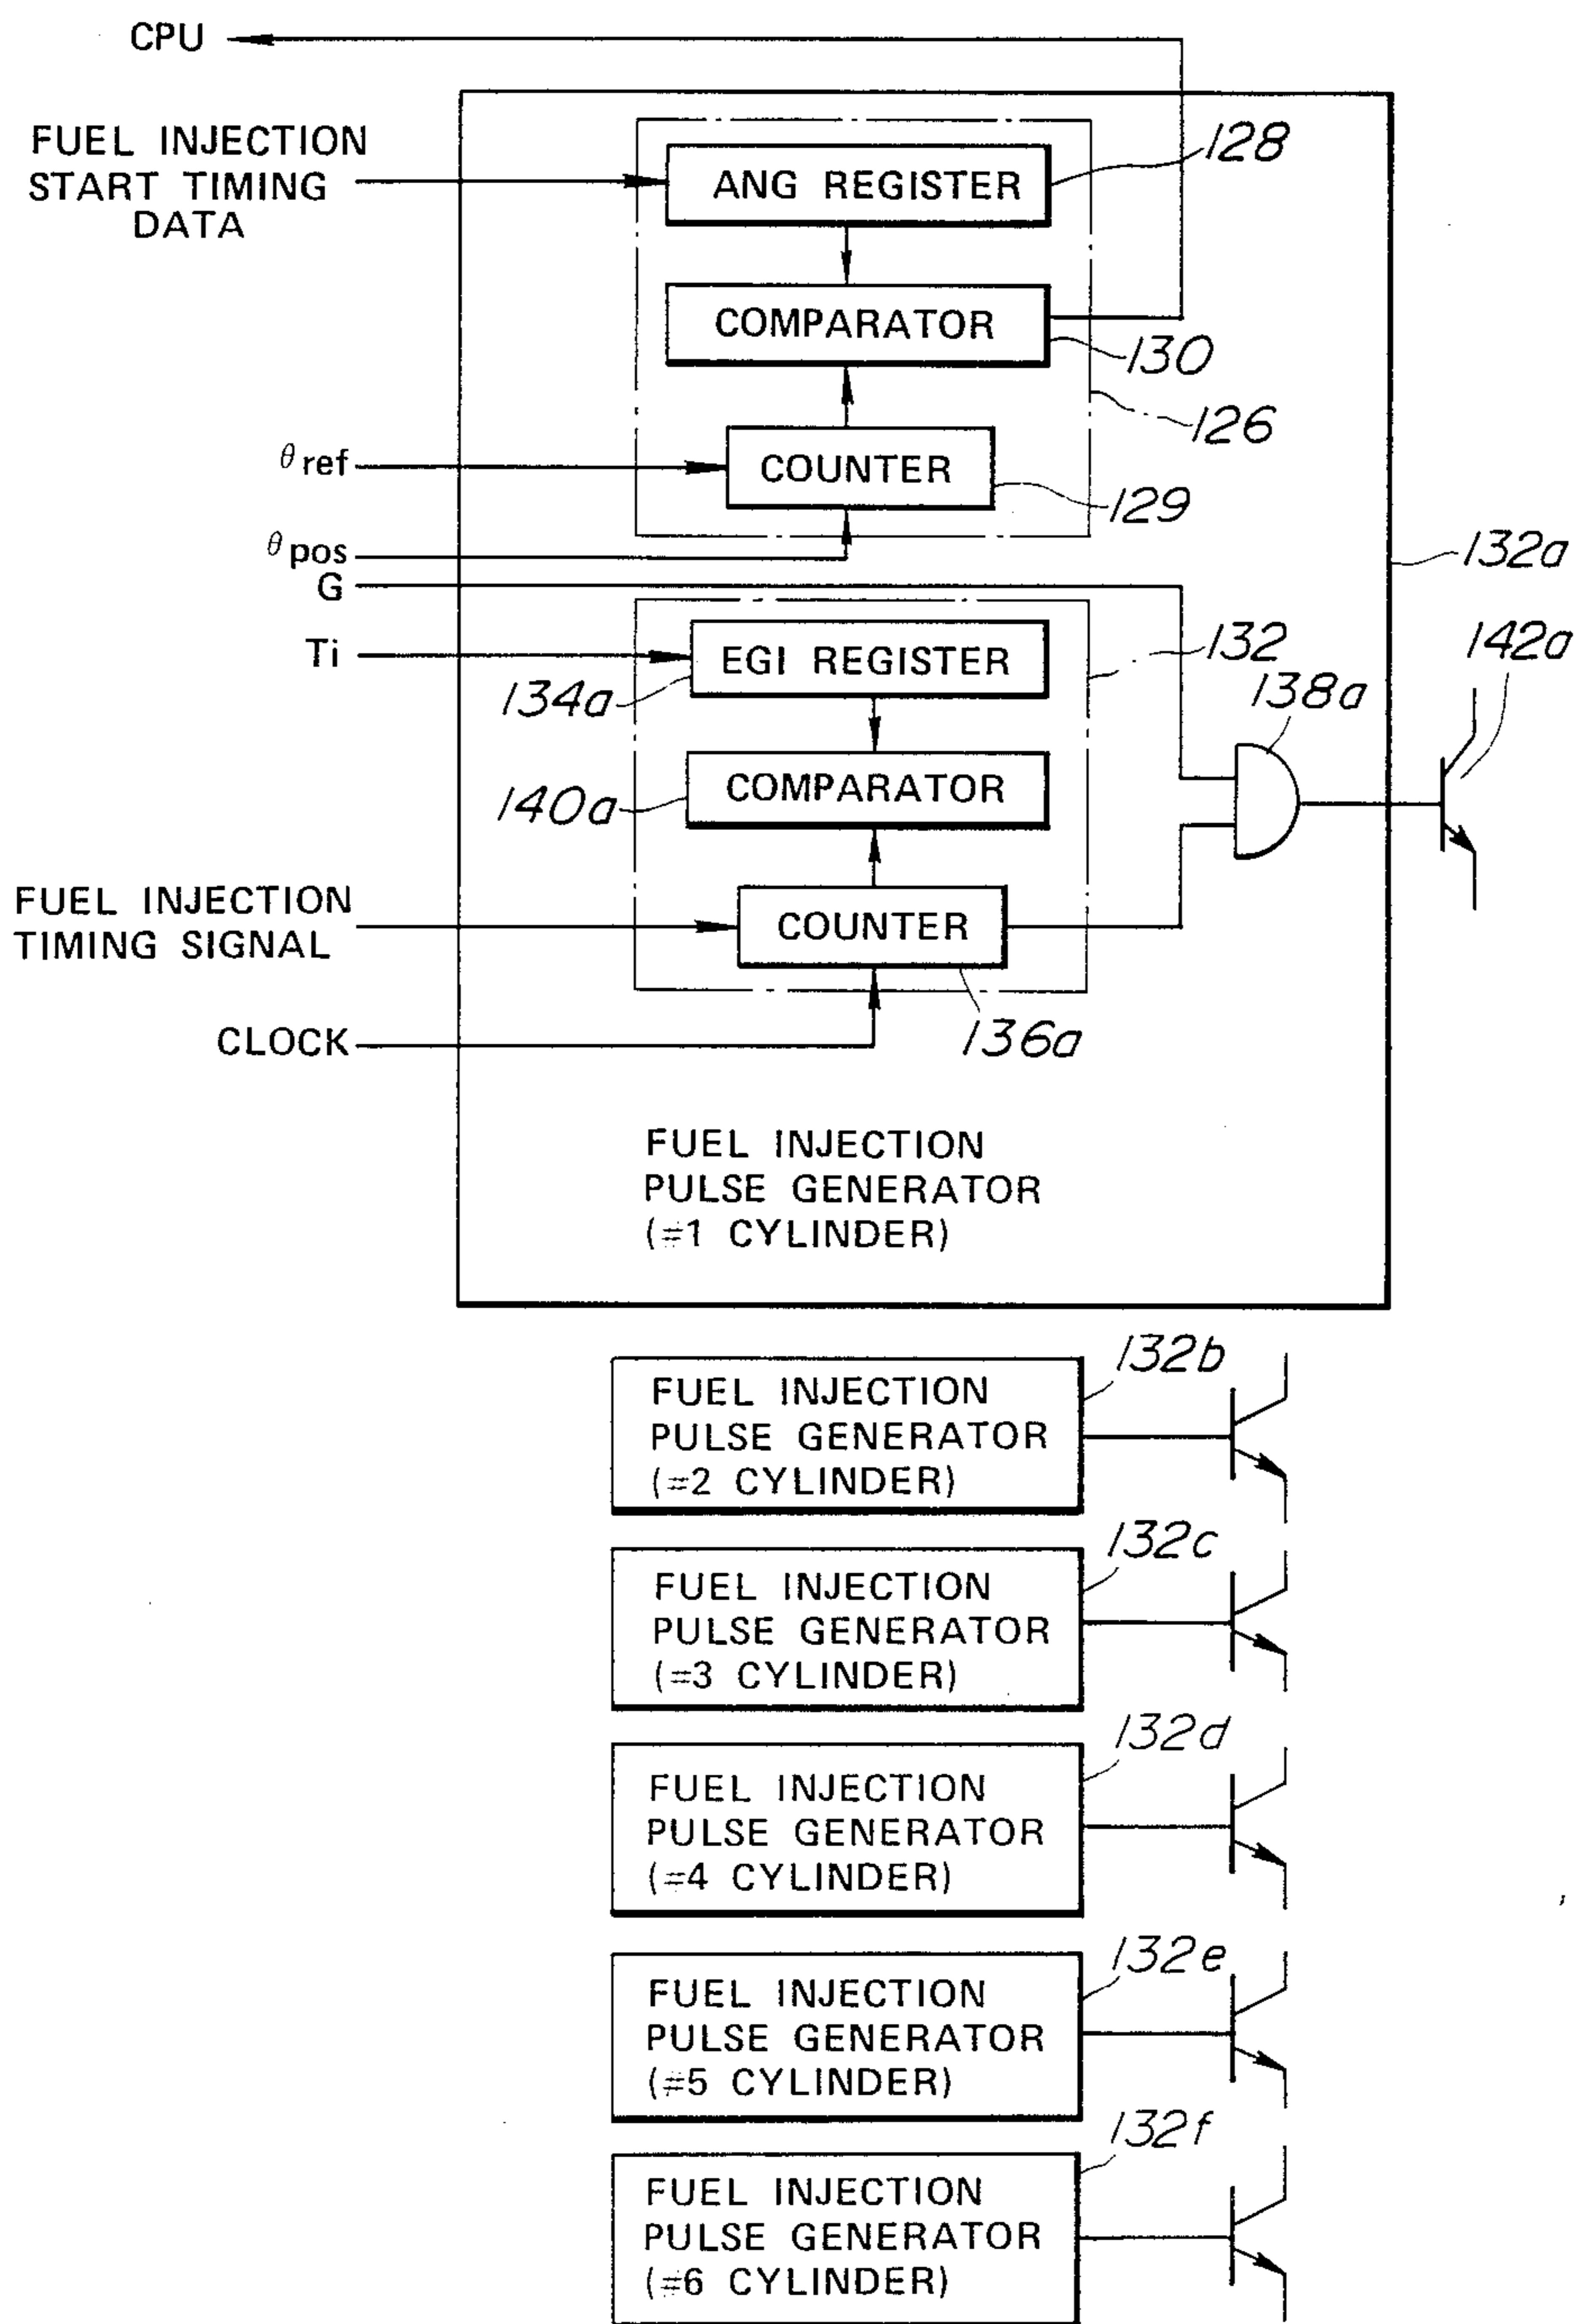 CPU
FUEL INJECTION
START TIMING
DATA
ANG REGISTER
128
COMPARATOR
130
126
θref
COUNTER
129
θpos
132a
G
Ti
EGI REGISTER
132
134a
142a
138a
COMPARATOR
140a
FUEL INJECTION
TIMING SIGNAL
COUNTER
136a
CLOCK
FUEL INJECTION
PULSE GENERATOR
(#1 CYLINDER)
132b
FUEL INJECTION
PULSE GENERATOR
(#2 CYLINDER)
132c
FUEL INJECTION
PULSE GENERATOR
(#3 CYLINDER)
132d
FUEL INJECTION
PULSE GENERATOR
(#4 CYLINDER)
132e
FUEL INJECTION
PULSE GENERATOR
(#5 CYLINDER)
132f
FUEL INJECTION
PULSE GENERATOR
(#6 CYLINDER)